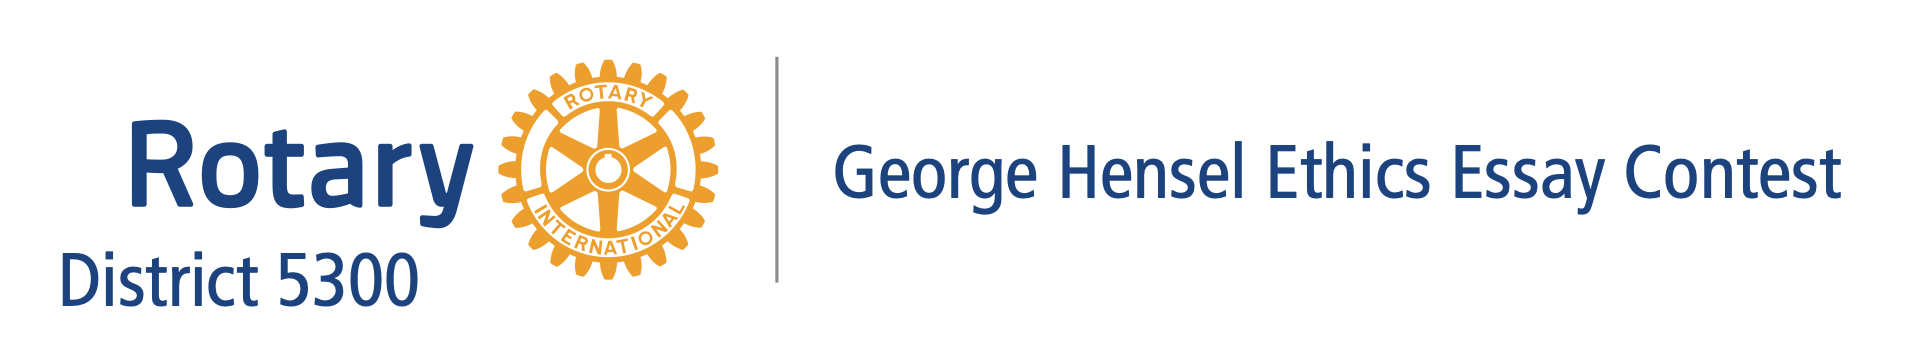 Rotary
District 5300
ROTARY
INTERNATIONAL
George Hensel Ethics Essay Contest